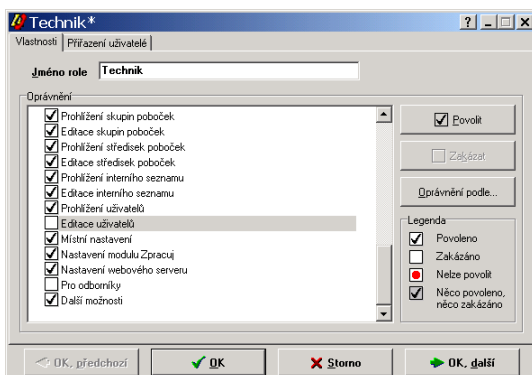 Technik*
Vlastnosti
Přiřazení uživatelé
Jméno role
Technik
Oprávnění
Prohlížení skupin poboček
Editace skupin poboček
Prohlížení středisek poboček
Editace středisek poboček
Prohlížení interního seznamu
Editace interního seznamu
Prohlížení uživatelů
Editace uživatelů
Místní nastavení
Nastavení modulu Zpracuj
Nastavení webového serveru
Pro odborníky
Další možnosti
Povolit
Zakázat
Oprávnění podle...
Legenda
Povoleno
Zakázáno
Nelze povolit
Něco povoleno,
něco zakázáno
OK, předchozí
OK
Storno
OK, další